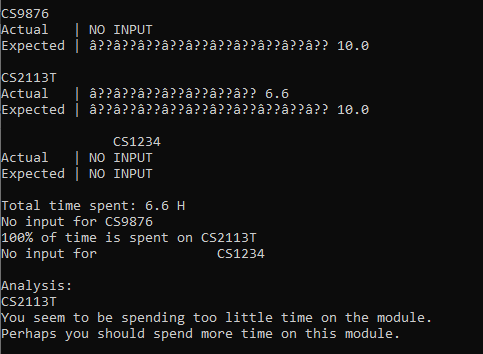 CS9876
Actual   | NO INPUT
Expected | â??â??â??â??â??â??â??â??â??â?? 10.0
CS2113T
Actual   | â??â??â??â??â??â??â?? 6.6
Expected | â??â??â??â??â??â??â??â??â??â?? 10.0
CS1234
Actual   | NO INPUT
Expected | NO INPUT
Total time spent: 6.6 H
No input for CS9876
100% of time is spent on CS2113T
No input for               CS1234
Analysis:
CS2113T
You seem to be spending too little time on the module.
Perhaps you should spend more time on this module.